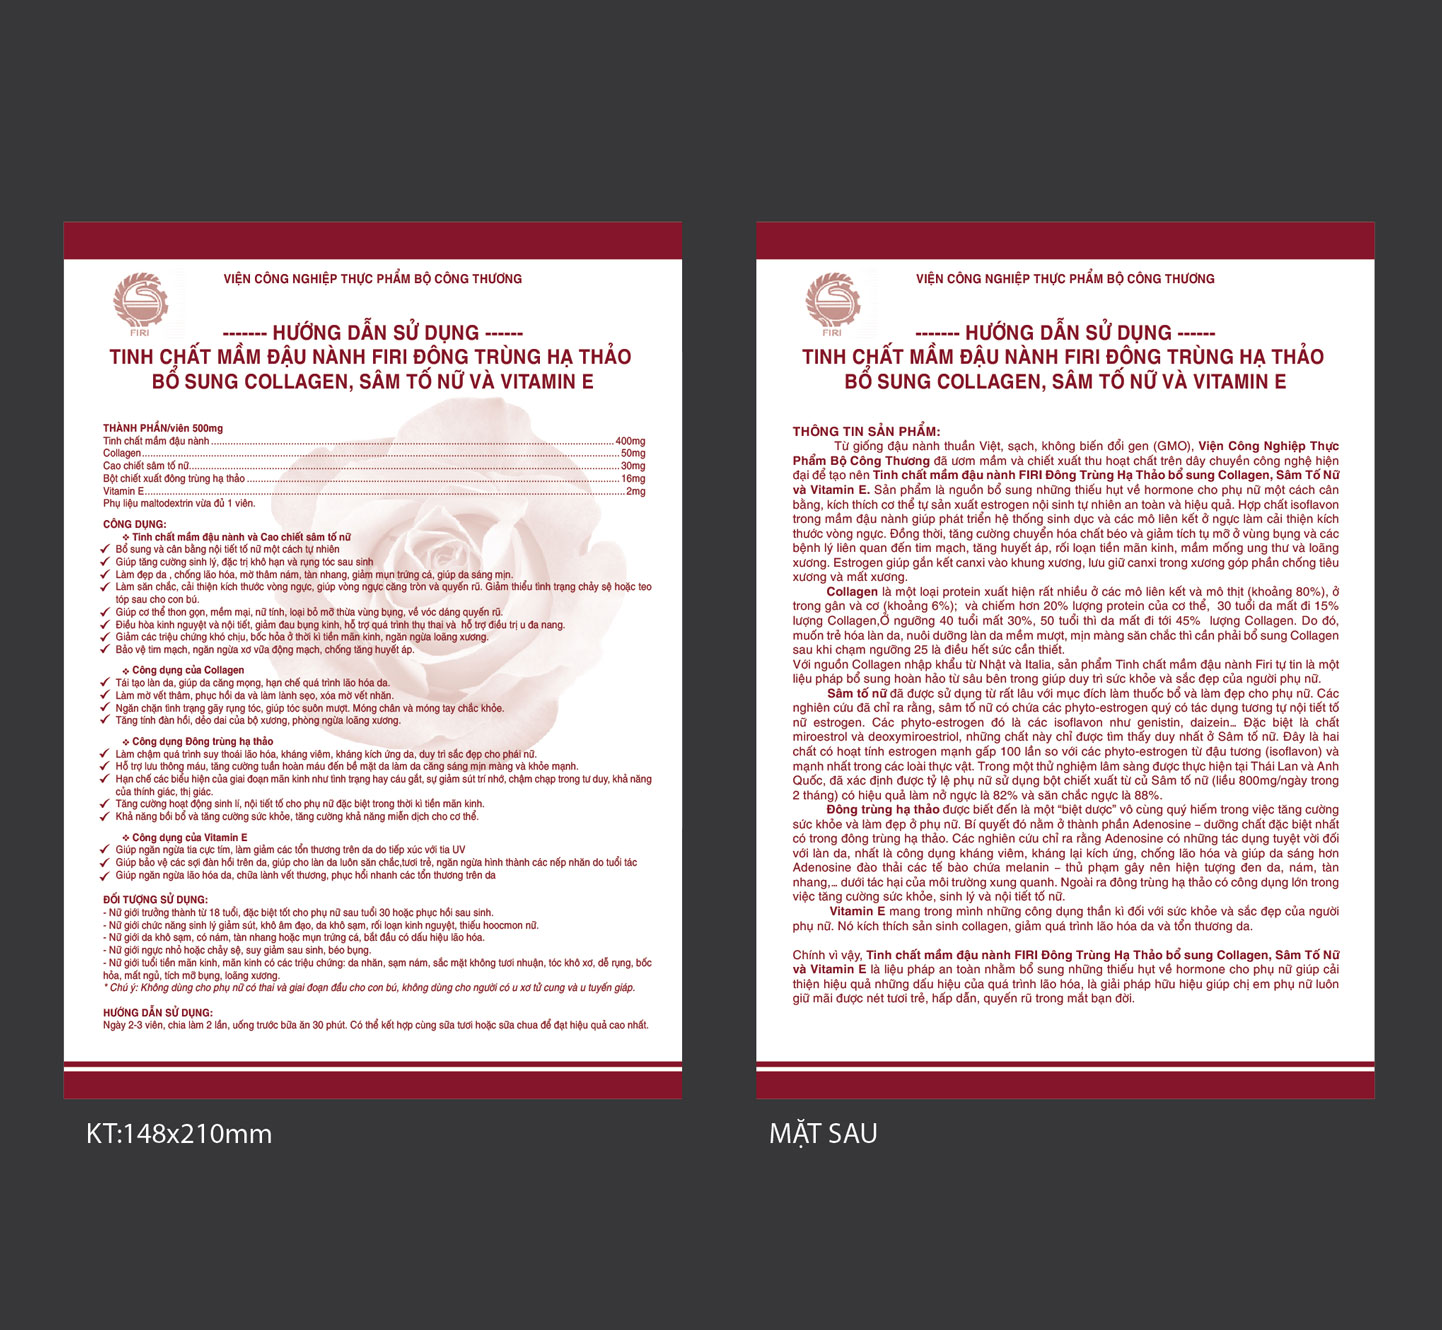 VIỆN CÔNG NGHIỆP THỰC PHẨM BỘ CÔNG THƯƠNG
FIRI
------- HƯỚNG DẪN SỬ DỤNG ------
TINH CHẤT MẦM ĐẬU NÀNH FIRI ĐÔNG TRÙNG HẠ THẢO
BỔ SUNG COLLAGEN, SÂM TỐ NỮ VÀ VITAMIN E
THÀNH PHẦN/viên 500mg
Tinh chất mầm đậu nành ........ 400mg
Collagen ........ 50mg
Cao chiết sâm tố nữ ........ 30mg
Bột chiết xuất đông trùng hạ thảo ........ 16mg
Vitamin E ........ 2mg
Phụ liệu maltodextrin vừa đủ 1 viên.
CÔNG DỤNG:
❖ Tinh chất mầm đậu nành và Cao chiết sâm tố nữ
✓ Bổ sung và cân bằng nội tiết tố nữ một cách tự nhiên
✓ Giúp tăng cường sinh lý, đặc trị khô hạn và rụng tóc sau sinh
✓ Làm đẹp da , chống lão hóa, mờ thâm nám, tàn nhang, giảm mụn trứng cá, giúp da sáng mịn.
✓ Làm săn chắc, cải thiện kích thước vòng ngực, giúp vòng ngực căng tròn và quyến rũ. Giảm thiểu tình trạng chảy sệ hoặc teo
tóp sau cho con bú.
✓ Giúp cơ thể thon gọn, mềm mại, nữ tính, loại bỏ mỡ thừa vùng bụng, về vóc dáng quyến rũ.
✓ Điều hòa kinh nguyệt và nội tiết, giảm đau bụng kinh, hỗ trợ quá trình thụ thai và hỗ trợ điều trị u đa nang.
✓ Giảm các triệu chứng khó chịu, bốc hỏa ở thời kì tiền mãn kinh, ngăn ngừa loãng xương.
✓ Bảo vệ tim mạch, ngăn ngừa xơ vữa động mạch, chống tăng huyết áp.
❖ Công dụng của Collagen
✓ Tái tạo làn da, giúp da căng mọng, hạn chế quá trình lão hóa da.
✓ Làm mờ vết thâm, phục hồi da và làm lành sẹo, xóa mờ vết nhăn.
✓ Ngăn chặn tình trạng gãy rụng tóc, giúp tóc suôn mượt. Móng chân và móng tay chắc khỏe.
✓ Tăng tính đàn hồi, dẻo dai của bộ xương, phòng ngừa loãng xương.
❖ Công dụng Đông trùng hạ thảo
✓ Làm chậm quá trình suy thoái lão hóa, kháng viêm, kháng kích ứng da, duy trì sắc đẹp cho phái nữ.
✓ Hỗ trợ lưu thông máu, tăng cường tuần hoàn máu đến bề mặt da làm da căng sáng mịn màng và khỏe mạnh.
✓ Hạn chế các biểu hiện của giai đoạn mãn kinh như tình trạng hay cáu gắt, sự giảm sút trí nhớ, chậm chạp trong tư duy, khả năng
của thính giác, thị giác.
✓ Tăng cường hoạt động sinh lí, nội tiết tố cho phụ nữ đặc biệt trong thời kì tiền mãn kinh.
✓ Khả năng bồi bổ và tăng cường sức khỏe, tăng cường khả năng miễn dịch cho cơ thể.
❖ Công dụng của Vitamin E
✓ Giúp ngăn ngừa tia cực tím, làm giảm các tổn thương trên da do tiếp xúc với tia UV
✓ Giúp bảo vệ các sợi đàn hồi trên da, giúp cho làn da luôn săn chắc,tươi trẻ, ngăn ngừa hình thành các nếp nhăn do tuổi tác
✓ Giúp ngăn ngừa lão hóa da, chữa lành vết thương, phục hồi nhanh các tổn thương trên da
ĐỐI TƯỢNG SỬ DỤNG:
- Nữ giới trưởng thành từ 18 tuổi, đặc biệt tốt cho phụ nữ sau tuổi 30 hoặc phục hồi sau sinh.
- Nữ giới chức năng sinh lý giảm sút, khô âm đạo, da khô sạm, rối loạn kinh nguyệt, thiếu hoocmon nữ.
- Nữ giới da khô sạm, có nám, tàn nhang hoặc mụn trứng cá, bắt đầu có dấu hiệu lão hóa.
- Nữ giới ngực nhỏ hoặc chảy sệ, suy giảm sau sinh, béo bụng.
- Nữ giới tuổi tiền mãn kinh, mãn kinh có các triệu chứng: da nhăn, sạm nám, sắc mặt không tươi nhuận, tóc khô xơ, dễ rụng, bốc
hỏa, mất ngủ, tích mỡ bụng, loãng xương.
* Chú ý: Không dùng cho phụ nữ có thai và giai đoạn đầu cho con bú, không dùng cho người có u xơ tử cung và u tuyến giáp.
HƯỚNG DẪN SỬ DỤNG:
Ngày 2-3 viên, chia làm 2 lần, uống trước bữa ăn 30 phút. Có thể kết hợp cùng sữa tươi hoặc sữa chua để đạt hiệu quả cao nhất.
KT:148x210mm
VIỆN CÔNG NGHIỆP THỰC PHẨM BỘ CÔNG THƯƠNG
FIRI
------- HƯỚNG DẪN SỬ DỤNG ------
TINH CHẤT MẦM ĐẬU NÀNH FIRI ĐÔNG TRÙNG HẠ THẢO
BỔ SUNG COLLAGEN, SÂM TỐ NỮ VÀ VITAMIN E
THÔNG TIN SẢN PHẨM:
Từ giống đậu nành thuần Việt, sạch, không biến đổi gen (GMO), Viện Công Nghiệp Thực
Phẩm Bộ Công Thương đã ươm mầm và chiết xuất thu hoạt chất trên dây chuyền công nghệ hiện
đại để tạo nên Tinh chất mầm đậu nành FIRI Đông Trùng Hạ Thảo bổ sung Collagen, Sâm Tố Nữ
và Vitamin E. Sản phẩm là nguồn bổ sung những thiếu hụt về hormone cho phụ nữ một cách cân
bằng, kích thích cơ thể tự sản xuất estrogen nội sinh tự nhiên an toàn và hiệu quả. Hợp chất isoflavon
trong mầm đậu nành giúp phát triển hệ thống sinh dục và các mô liên kết ở ngực làm cải thiện kích
thước vòng ngực. Đồng thời, tăng cường chuyển hóa chất béo và giảm tích tụ mỡ ở vùng bụng và các
bệnh lý liên quan đến tim mạch, tăng huyết áp, rối loạn tiền mãn kinh, mầm mống ung thư và loãng
xương. Estrogen giúp gắn kết canxi vào khung xương, lưu giữ canxi trong xương góp phần chống tiêu
xương và mất xương.
Collagen là một loại protein xuất hiện rất nhiều ở các mô liên kết và mô thịt (khoảng 80%), ở
trong gân và cơ (khoảng 6%); và chiếm hơn 20% lượng protein của cơ thể, 30 tuổi da mất đi 15%
lượng Collagen,Ở ngưỡng 40 tuổi mất 30%, 50 tuổi thì da mất đi tới 45% lượng Collagen. Do đó,
muốn trẻ hóa làn da, nuôi dưỡng làn da mềm mượt, mịn màng săn chắc thì cần phải bổ sung Collagen
sau khi chạm ngưỡng 25 là điều hết sức cần thiết.
Với nguồn Collagen nhập khẩu từ Nhật và Italia, sản phẩm Tinh chất mầm đậu nành Firi tự tin là một
liệu pháp bổ sung hoàn hảo từ sâu bên trong giúp duy trì sức khỏe và sắc đẹp của người phụ nữ.
Sâm tố nữ đã được sử dụng từ rất lâu với mục đích làm thuốc bổ và làm đẹp cho phụ nữ. Các
nghiên cứu đã chỉ ra rằng, sâm tố nữ có chứa các phyto-estrogen quý có tác dụng tương tự nội tiết tố
nữ estrogen. Các phyto-estrogen đó là các isoflavon như genistin, daizein... Đặc biệt là chất
miroestrol và deoxymiroestriol, những chất này chỉ được tìm thấy duy nhất ở Sâm tố nữ. Đây là hai
chất có hoạt tính estrogen mạnh gấp 100 lần so với các phyto-estrogen từ đậu tương (isoflavon) và
mạnh nhất trong các loài thực vật. Trong một thử nghiệm lâm sàng được thực hiện tại Thái Lan và Anh
Quốc, đã xác định được tỷ lệ phụ nữ sử dụng bột chiết xuất từ củ Sâm tố nữ (liều 800mg/ngày trong
2 tháng) có hiệu quả làm nở ngực là 82% và săn chắc ngực là 88%.
Đông trùng hạ thảo được biết đến là một “biệt dược” vô cùng quý hiếm trong việc tăng cường
sức khỏe và làm đẹp ở phụ nữ. Bí quyết đó nằm ở thành phần Adenosine – dưỡng chất đặc biệt nhất
có trong đông trùng hạ thảo. Các nghiên cứu chỉ ra rằng Adenosine có những tác dụng tuyệt vời đối
với làn da, nhất là công dụng kháng viêm, kháng lại kích ứng, chống lão hóa và giúp da sáng hơn
Adenosine đào thải các tế bào chứa melanin – thủ phạm gây nên hiện tượng đen da, nám, tàn
nhang,... dưới tác hại của môi trường xung quanh. Ngoài ra đông trùng hạ thảo có công dụng lớn trong
việc tăng cường sức khỏe, sinh lý và nội tiết tố nữ.
Vitamin E mang trong mình những công dụng thần kì đối với sức khỏe và sắc đẹp của người
phụ nữ. Nó kích thích sản sinh collagen, giảm quá trình lão hóa da và tổn thương da.
Chính vì vậy, Tinh chất mầm đậu nành FIRI Đông Trùng Hạ Thảo bổ sung Collagen, Sâm Tố Nữ
và Vitamin E là liệu pháp an toàn nhằm bổ sung những thiếu hụt về hormone cho phụ nữ giúp cải
thiện hiệu quả những dấu hiệu của quá trình lão hóa, là giải pháp hữu hiệu giúp chị em phụ nữ luôn
giữ mãi được nét tươi trẻ, hấp dẫn, quyến rũ trong mắt bạn đời.
MẶT SAU